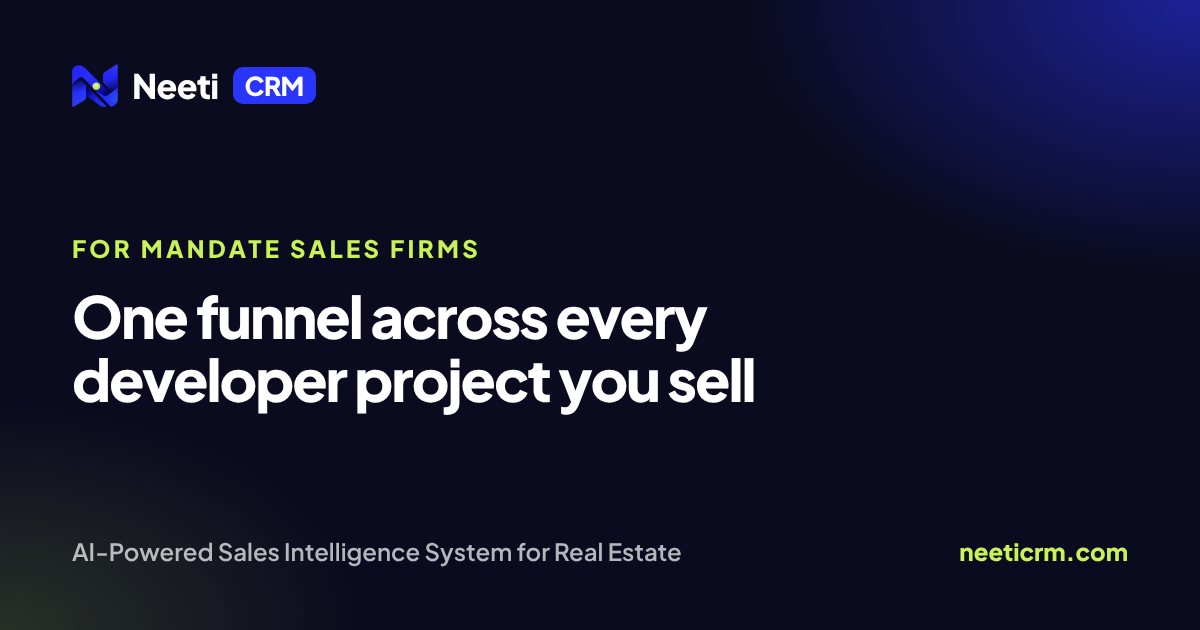 Neeti CRM
FOR MANDATE SALES FIRMS
One funnel across every
developer project you sell
AI-Powered Sales Intelligence System for Real Estate
neeticrm.com